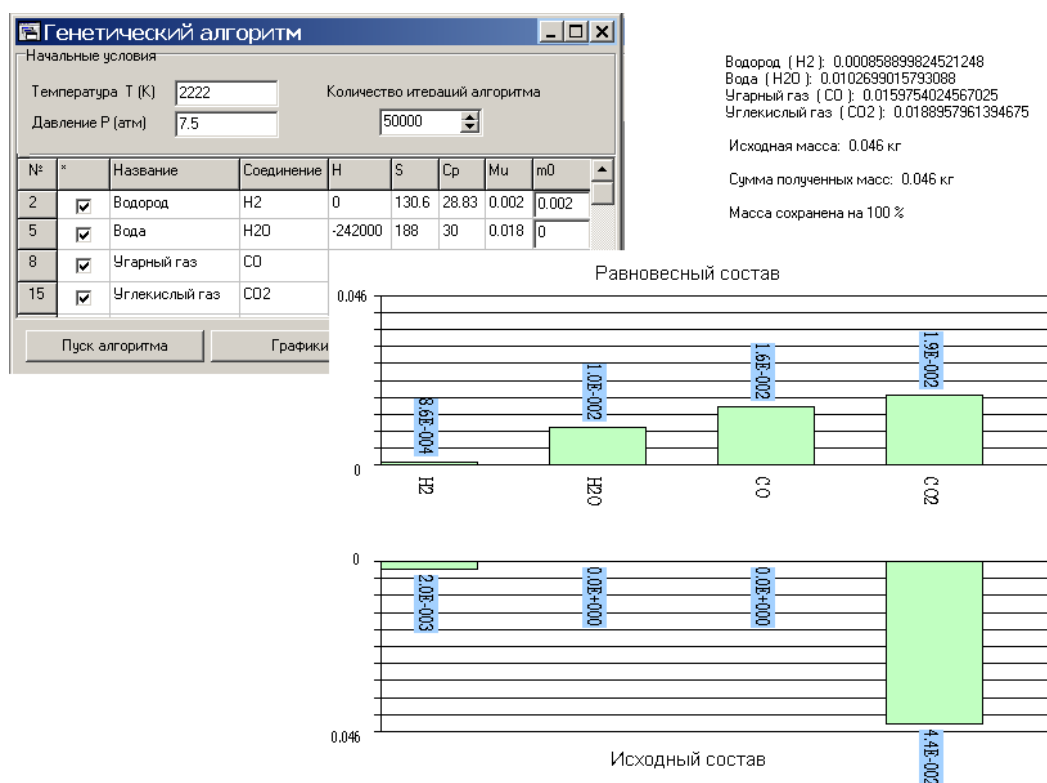 Генетический алгоритм
Начальные условия
Температура T (K) 2222
Количество итераций алгоритма
Давление P (атм) 7.5
50000
№ * Название Соединение H S Cp Mu m0
2 Водород H2 0 130.6 28.83 0.002 0.002
5 Вода H2O -242000 188 30 0.018 0
8 Угарный газ CO
15 Углекислый газ CO2
Пуск алгоритма Графики
Водород ( H2 ): 0.000858899824521248
Вода ( H2O ): 0.0102699015793088
Угарный газ ( CO ): 0.0159754024567025
Углекислый газ ( CO2 ): 0.0188957961394675
Исходная масса: 0.046 кг
Сумма полученных масс: 0.046 кг
Масса сохранена на 100 %
Равновесный состав
0.046
8.6E-004
1.0E-002
1.6E-002
1.9E-002
0
H2
H2O
CO
CO2
0
2.0E-003
0.0E+000
0.0E+000
4.4E-002
0.046
Исходный состав